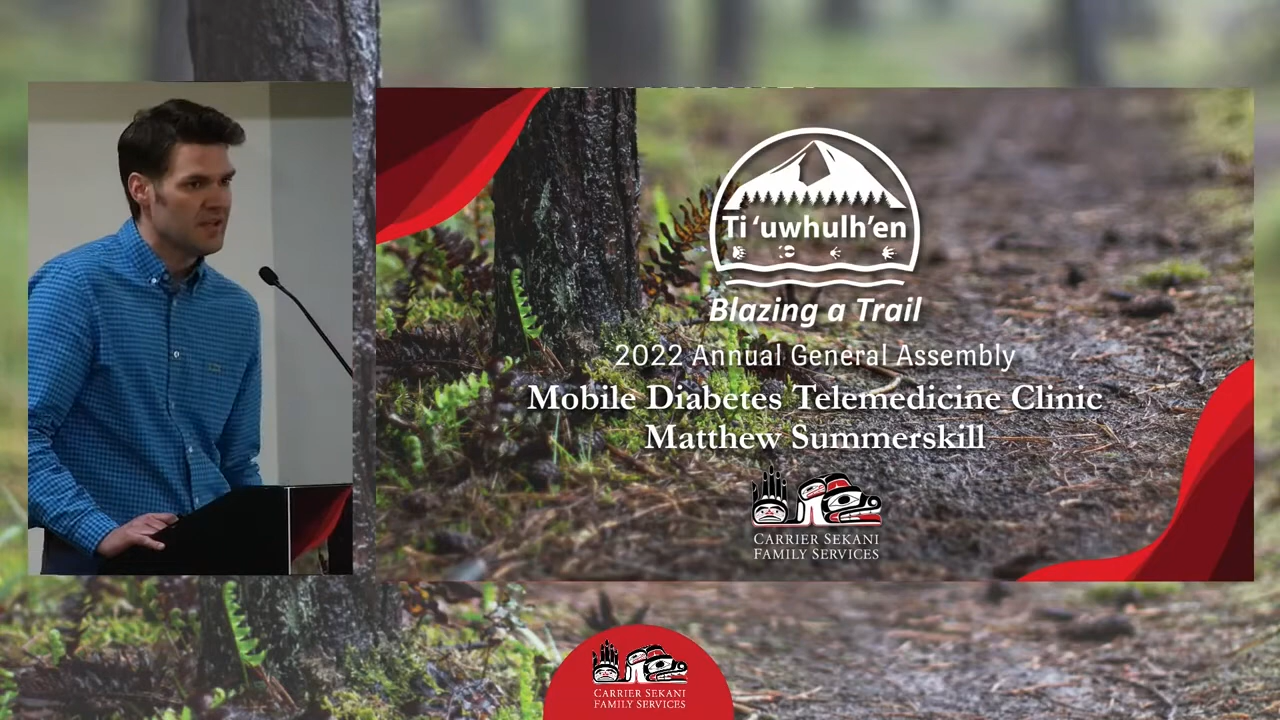 Ti ‘uwhulh’en
Blazing a Trail
2022 Annual General Assembly
Mobile Diabetes Telemedicine Clinic
Matthew Summerskill
CARRIER SEKANI
FAMILY SERVICES
CARRIER SEKANI
FAMILY SERVICES